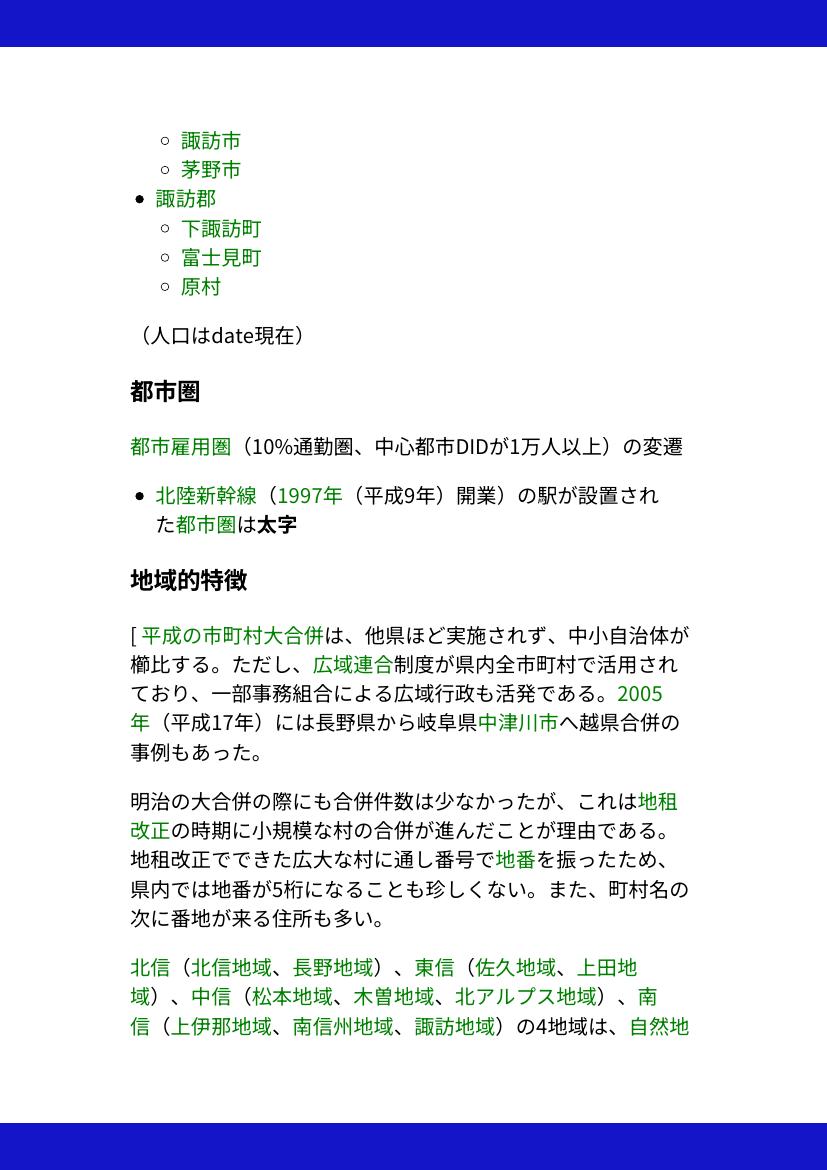 諏訪市
茅野市
諏訪郡
下諏訪町
富士見町
原村
（人口はdate現在）
都市圏
都市雇用圏（10%通勤圏、中心都市DIDが1万人以上）の変遷
北陸新幹線（1997年（平成9年）開業）の駅が設置され
た都市圏は太字
地域的特徴
[ 平成の市町村大合併は、他県ほど実施されず、中小自治体が
櫛比する。ただし、広域連合制度が県内全市町村で活用され
ており、一部事務組合による広域行政も活発である。2005
年（平成17年）には長野県から岐阜県中津川市へ越県合併の
事例もあった。
明治の大合併の際にも合併件数は少なかったが、これは地租
改正の時期に小規模な村の合併が進んだことが理由である。
地租改正でできた広大な村に通し番号で地番を振ったため、
県内では地番が5桁になることも珍しくない。また、町村名の
次に番地が来る住所も多い。
北信（北信地域、長野地域）、東信（佐久地域、上田地
域）、中信（松本地域、木曽地域、北アルプス地域）、南
信（上伊那地域、南信州地域、諏訪地域）の4地域は、自然地